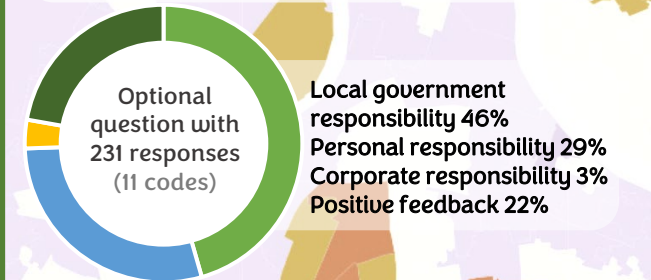 Optional
question with
231 responses
(11 codes)
Local government
responsibility 46%
Personal responsibility 29%
Corporate responsibility 3%
Positive feedback 22%